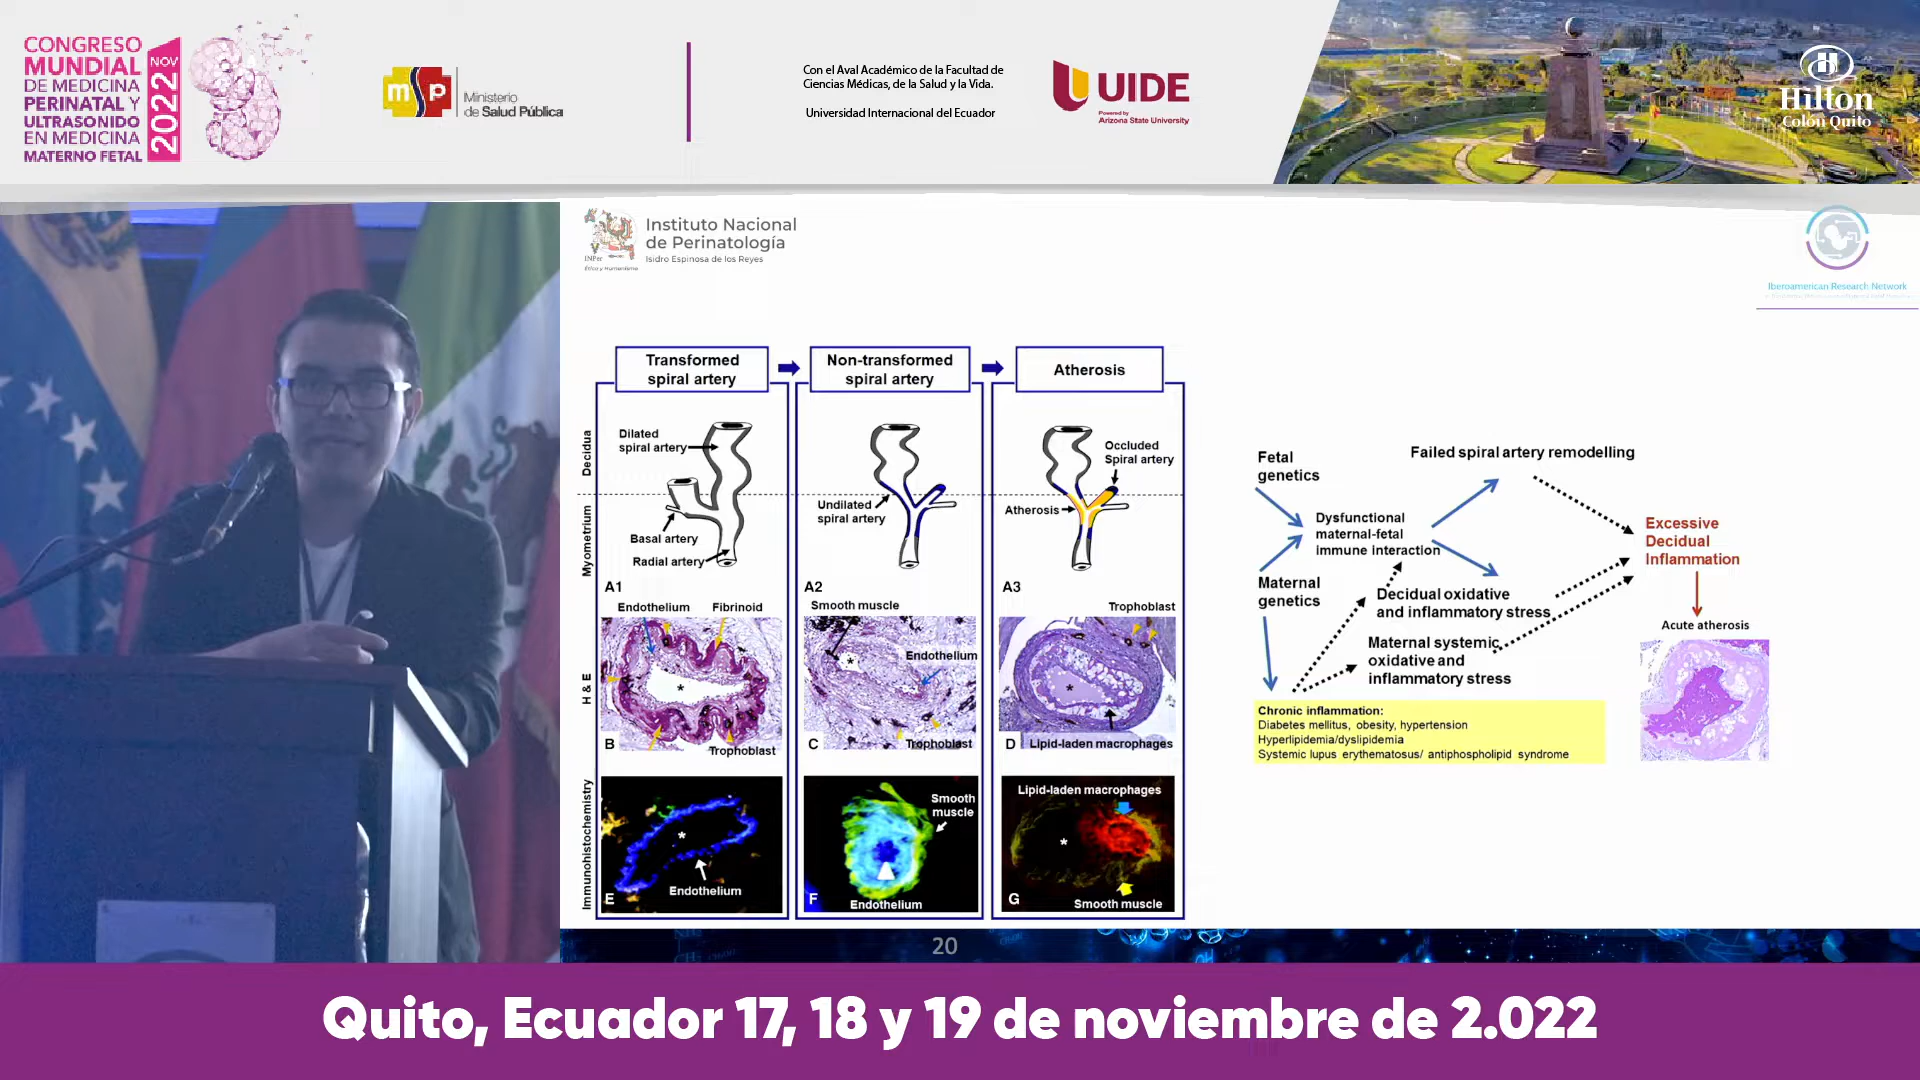 CONGRESO
MUNDIAL
DE MEDICINA
PERINATAL Y
ULTRASONIDO
EN MEDICINA
MATERNO FETAL
NOV
2022
msp
Ministerio
de Salud Pública
Con el Aval Académico de la Facultad de
Ciencias Médicas, de la Salud y la Vida.
Universidad Internacional del Ecuador
UIDE
Powered by
Arizona State University
Hilton
Colón Quito
INPer
Ética y Humanismo
Instituto Nacional
de Perinatología
Isidro Espinosa de los Reyes
Iberoamerican Research Network
Transformed
spiral artery
Non-transformed
spiral artery
Atherosis
Decidua
Myometrium
H & E
Immunohistochemistry
Dilated
spiral artery
Basal artery
Radial artery
A1
Undilated
spiral artery
A2
Occluded
Spiral artery
Atherosis
A3
Endothelium Fibrinoid
B
Trophoblast
Smooth muscle
*
Endothelium
C
Trophoblast
Trophoblast
*
D
Lipid-laden macrophages
*
Endothelium
E
Smooth
muscle
F
Endothelium
Lipid-laden macrophages
*
G
Smooth muscle
Fetal
genetics
Maternal
genetics
Dysfunctional
maternal-fetal
immune interaction
Failed spiral artery remodelling
Decidual oxidative
and inflammatory stress
Maternal systemic
oxidative and
inflammatory stress
Excessive
Decidual
Inflammation
Acute atherosis
Chronic inflammation:
Diabetes mellitus, obesity, hypertension
Hyperlipidemia/dyslipidemia
Systemic lupus erythematosus/ antiphospholipid syndrome
20
Quito, Ecuador 17, 18 y 19 de noviembre de 2.022